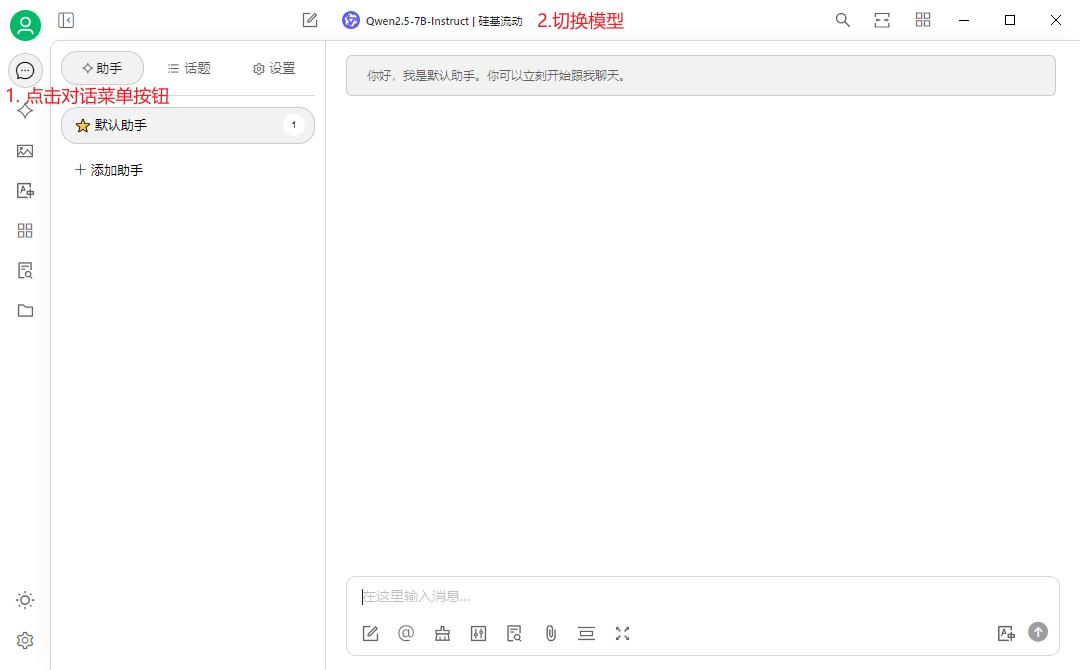 Qwen2.5-7B-Instruct | 硅基流动
2.切换模型
助手
话题
设置
你好，我是默认助手。你可以立刻开始跟我聊天。
1. 点击对话菜单按钮
默认助手
1
添加助手
在这里输入消息...